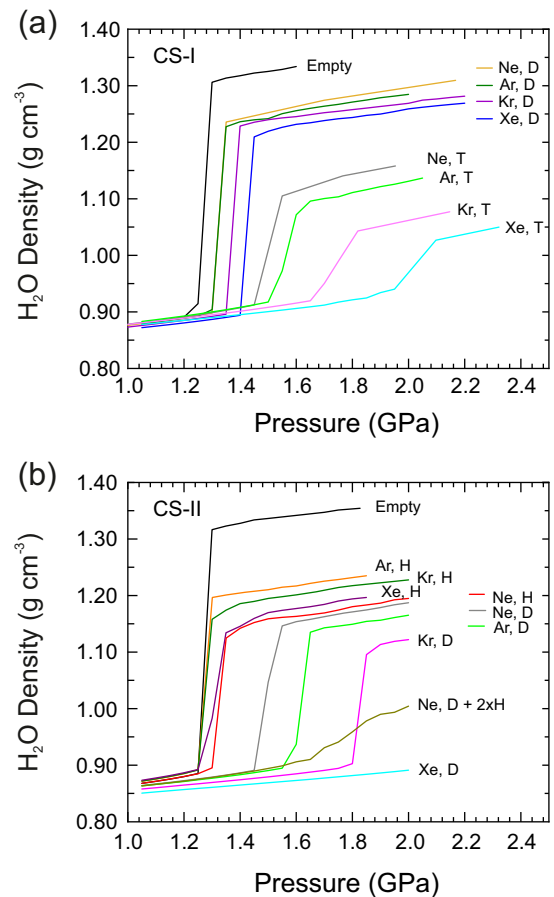 (a)
CS-I
Empty
Ne, D
Ar, D
Kr, D
Xe, D
Ne, T
Ar, T
Kr, T
Xe, T
H₂O Density (g cm⁻³)
1.40
1.30
1.20
1.10
1.00
0.90
0.80
1.0 1.2 1.4 1.6 1.8 2.0 2.2 2.4
Pressure (GPa)
(b)
CS-II
Empty
Ar, H
Kr, H
Xe, H
Ne, H
Ne, D
Ar, D
Kr, D
Ne, D + 2xH
Xe, D
H₂O Density (g cm⁻³)
1.40
1.30
1.20
1.10
1.00
0.90
0.80
1.0 1.2 1.4 1.6 1.8 2.0 2.2 2.4
Pressure (GPa)